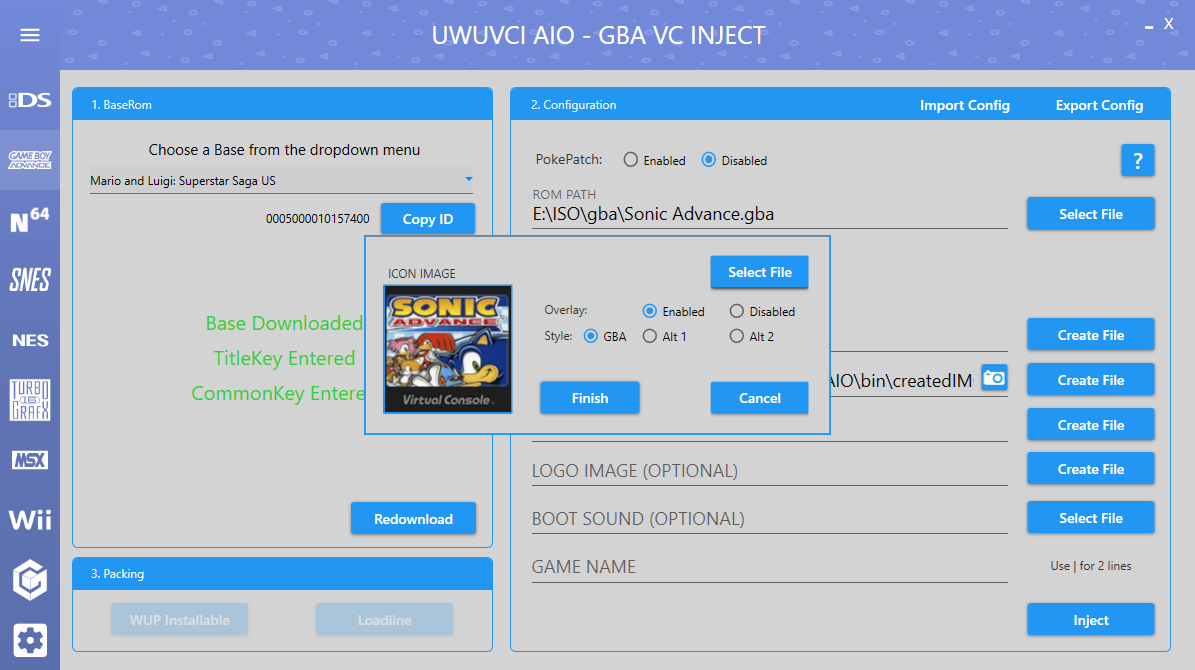 UWUVCI AIO - GBA VC INJECT
DS
GAME BOY
ADVANCE
N64
SNES
NES
TURBO
GRAFX
MSX
Wii
1. BaseRom
Choose a Base from the dropdown menu
Mario and Luigi: Superstar Saga US
0005000010157400
Copy ID
Base Downloaded
TitleKey Entered
CommonKey Entere
Redownload
3. Packing
WUP Installable
Loadiine
2. Configuration
Import Config
Export Config
PokePatch:
Enabled
Disabled
?
ROM PATH
E:\ISO\gba\Sonic Advance.gba
Select File
ICON IMAGE
Select File
SONIC
ADVANCE
Virtual Console
Overlay:
Enabled
Disabled
Style:
GBA
Alt 1
Alt 2
Finish
Cancel
Create File
AIO\bin\createdIM
Create File
Create File
LOGO IMAGE (OPTIONAL)
Create File
BOOT SOUND (OPTIONAL)
Select File
GAME NAME
Use | for 2 lines
Inject